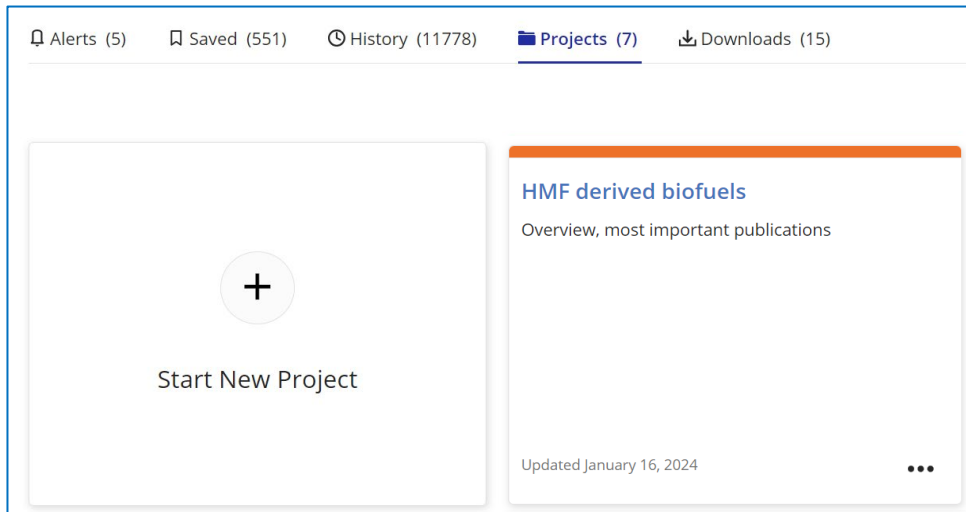 Alerts (5) Saved (551) History (11778) Projects (7) Downloads (15)
Start New Project
HMF derived biofuels
Overview, most important publications
Updated January 16, 2024